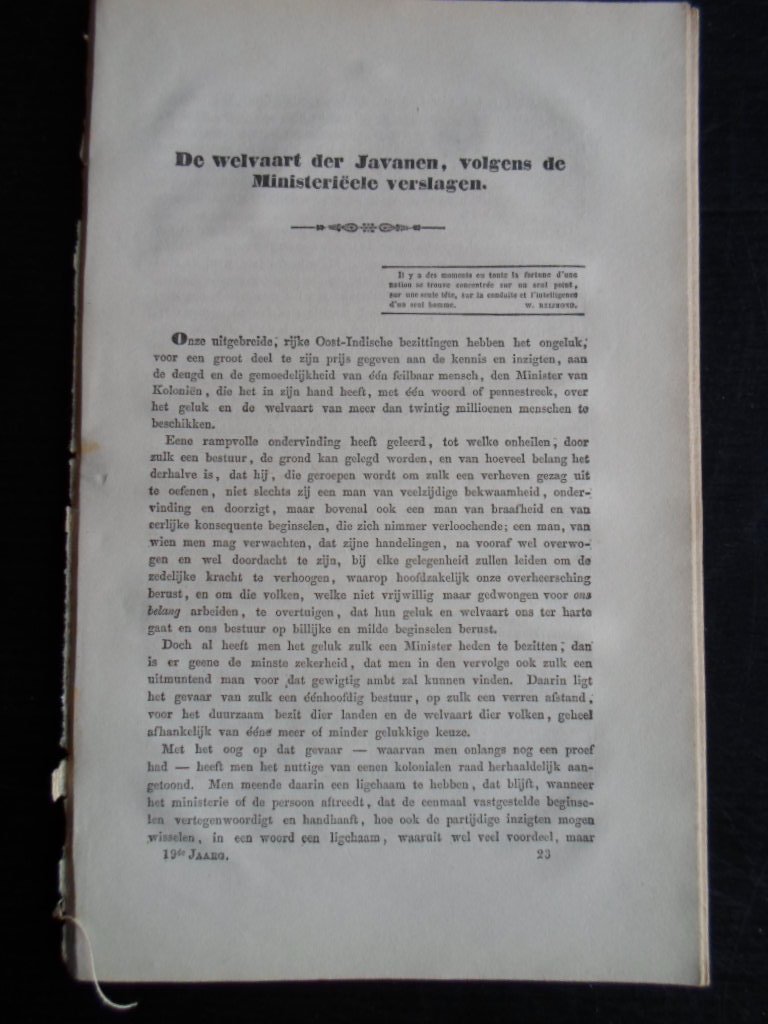 De welvaart der Javanen, volgens de
Ministerieele verslagen.
Il y a des moments ou toute la fortune d'une
nation se trouve concentrée sur un seul point,
sur une seule tête, sur la conduite et l'intelligence
d'un seul homme. W. REIJMOND.
Onze uitgebreide, rijke Oost-Indische bezittingen hebben het ongeluk,
voor een groot deel te zijn prijs gegeven aan de kennis en inzigten, aan
de deugd en de gemoedelijkheid van één feilbaar mensch, den Minister van
Koloniën, die het in zijn hand heeft, met één woord of pennestreek, over
het geluk en de welvaart van meer dan twintig millioenen menschen te
beschikken.
Eene rampvolle ondervinding heeft geleerd, tot welke onheilen, door
zulk een bestuur, de grond kan gelegd worden, en van hoeveel belang het
derhalve is, dat hij, die geroepen wordt om zulk een verheven gezag uit
te oefenen, niet slechts zij een man van veelzijdige bekwaamheid, onder-
vinding en doorzigt, maar bovenal ook een man van braafheid en van
eerlijke konsequente beginselen, die zich nimmer verloochende; een man, van
wien men mag verwachten, dat zijne handelingen, na vooraf wel overwo-
gen en wel doordacht te zijn, bij elke gelegenheid zullen leiden om de
zedelijke kracht te verhoogen, waarop hoofdzakelijk onze overheersching
berust, en om die volken, welke niet vrijwillig maar gedwongen voor ons
belang arbeiden, te overtuigen, dat hun geluk en welvaart ons ter harte
gaat en ons bestuur op billijke en milde beginselen berust.
Doch al heeft men het geluk zulk een Minister heden te bezitten, dan
is er geene de minste zekerheid, dat men in den vervolge ook zulk een
uitmuntend man voor dat gewigtig ambt zal kunnen vinden. Daarin ligt
het gevaar van zulk een éénhoofdig bestuur, op zulk een verren afstand,
voor het duurzaam bezit dier landen en de welvaart dier volken, geheel
afhankelijk van ééne meer of minder gelukkige keuze.
Met het oog op dat gevaar — waarvan men onlangs nog een proef
had — heeft men het nuttige van eenen kolonialen raad herhaaldelijk aan-
getoond. Men meende daarin een ligchaam te hebben, dat blijft, wanneer
het ministerie of de persoon aftreedt, dat de eenmaal vastgestelde beginse-
len vertegenwoordigt en handhaaft, hoe ook de partijdige inzigten mogen
wisselen, in een woord een ligchaam, waaruit wel veel voordeel, maar
19de JAARG. 23